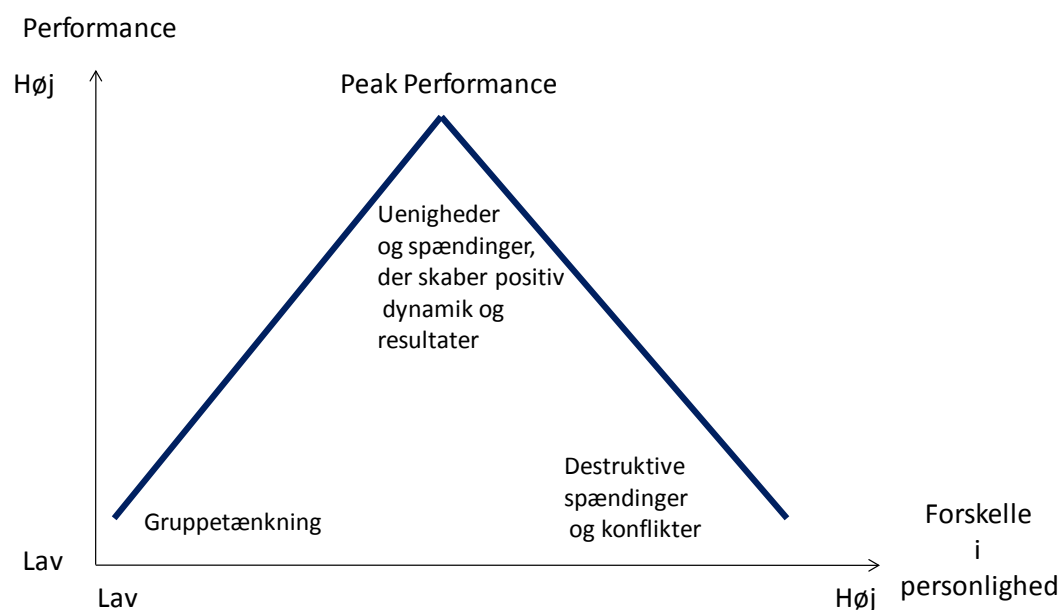 Performance
Høj
Peak Performance
Uenigheder
og spændinger,
der skaber positiv
dynamik og
resultater
Gruppetænkning
Destruktive
spændinger
og konflikter
Lav
Lav
Høj
Forskelle
i
personlighed